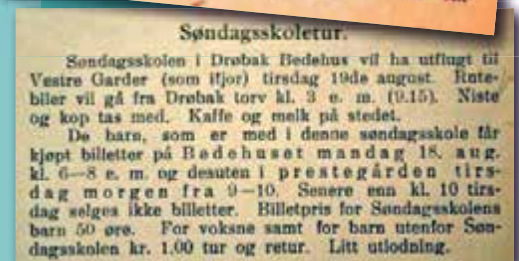 Søndagsskoletur.
Søndagsskolen i Drøbak Bedehus vil ha utflugt til
Vestre Garder (som ifjor) tirsdag 19de august. Rute-
biler vil gå fra Drøbak torv kl. 3 e. m. (9.15). Niste
og kop tas med. Kaffe og melk på stedet.
De barn, som er med i denne søndagsskole får
kjøpt billetter på Bedehuset mandag 18. aug.
kl. 6—8 e. m. og desuten i prestegården tirs-
dag morgen fra 9—10. Senere enn kl. 10 tirs-
dag selges ikke billetter. Billetpris for Søndagsskolens
barn 50 øre. For voksne samt for barn utenfor Søn-
dagsskolen kr. 1.00 tur og retur. Litt utlodning.